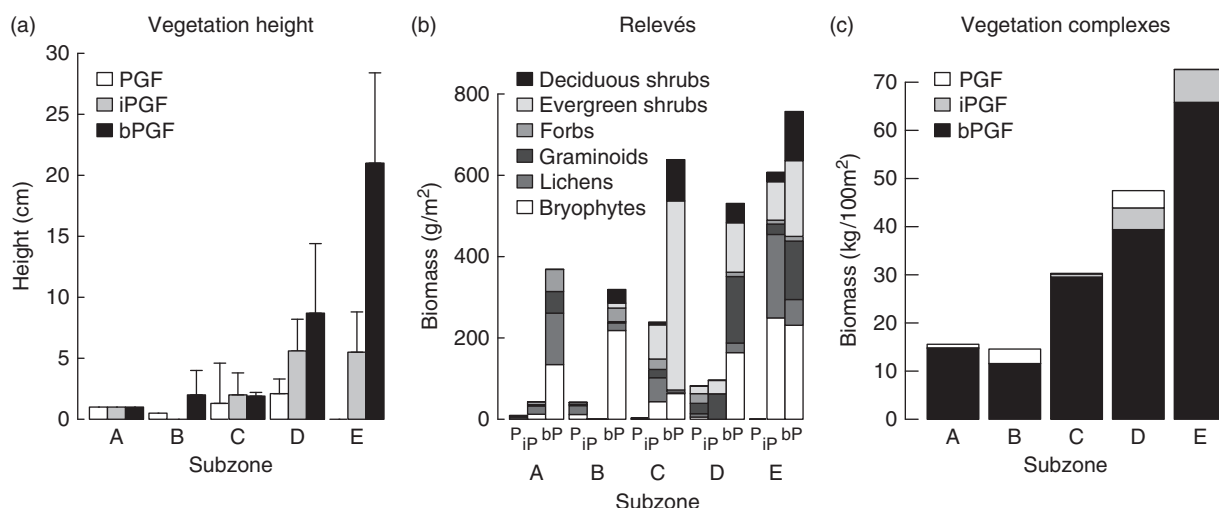 (a) Vegetation height
30
25
20
15
10
5
0
Height (cm)
PGF
iPGF
bPGF
A B C D E
Subzone
(b) Relevés
800
600
400
200
0
Biomass (g/m²)
Deciduous shrubs
Evergreen shrubs
Forbs
Graminoids
Lichens
Bryophytes
P iP bP P iP bP P iP bP P iP bP P iP bP
A B C D E
Subzone
(c) Vegetation complexes
70
60
50
40
30
20
10
0
Biomass (kg/100m²)
PGF
iPGF
bPGF
A B C D E
Subzone